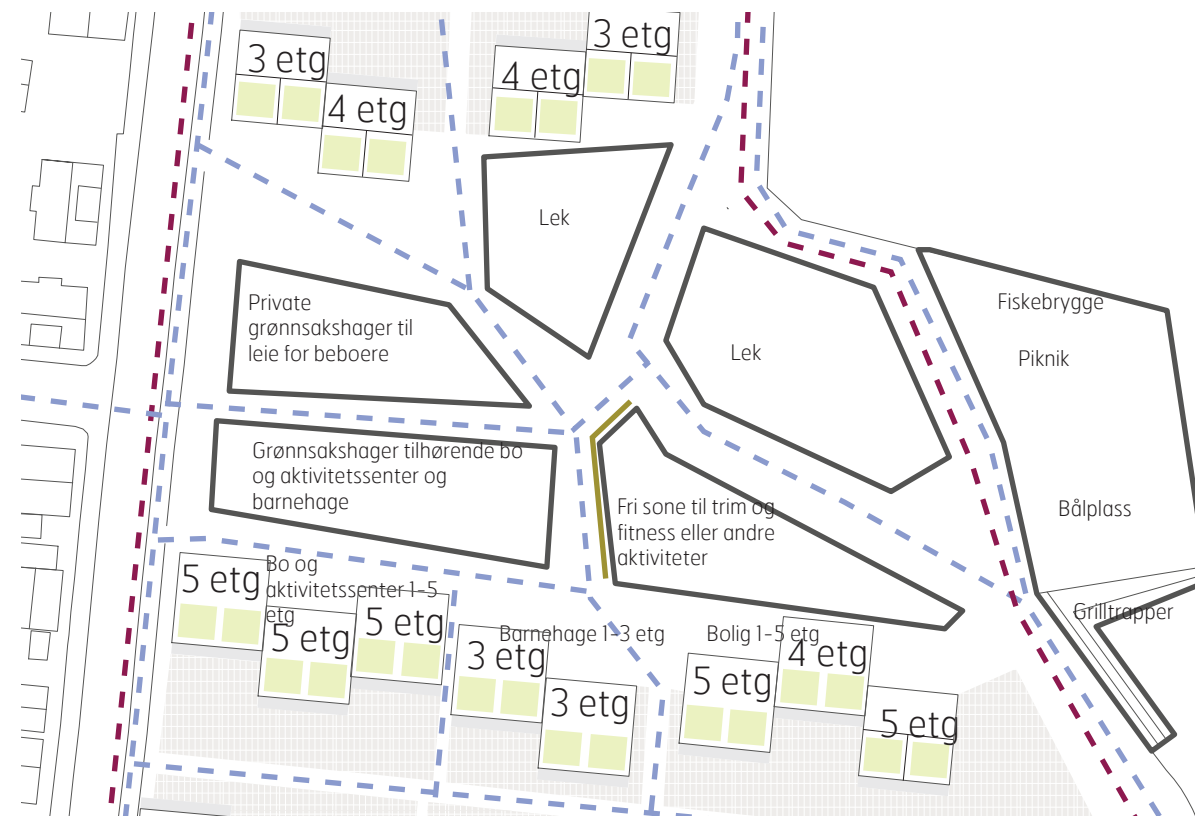 3 etg
3 etg
4 etg
4 etg
Lek
Private
grønnsakshager til
leie for beboere
Lek
Fiskebrygge
Piknik
Grønnsakshager tilhørende bo
og aktivitetssenter og
barnehage
Fri sone til trim og
fitness eller andre
aktiviteter
Bålplass
Grilltrapper
5 etg
Bo og
aktivitetssenter 1-5
etg
5 etg
5 etg
Barnehage 1-3 etg
3 etg
3 etg
Bolig 1-5 etg
4 etg
5 etg
5 etg